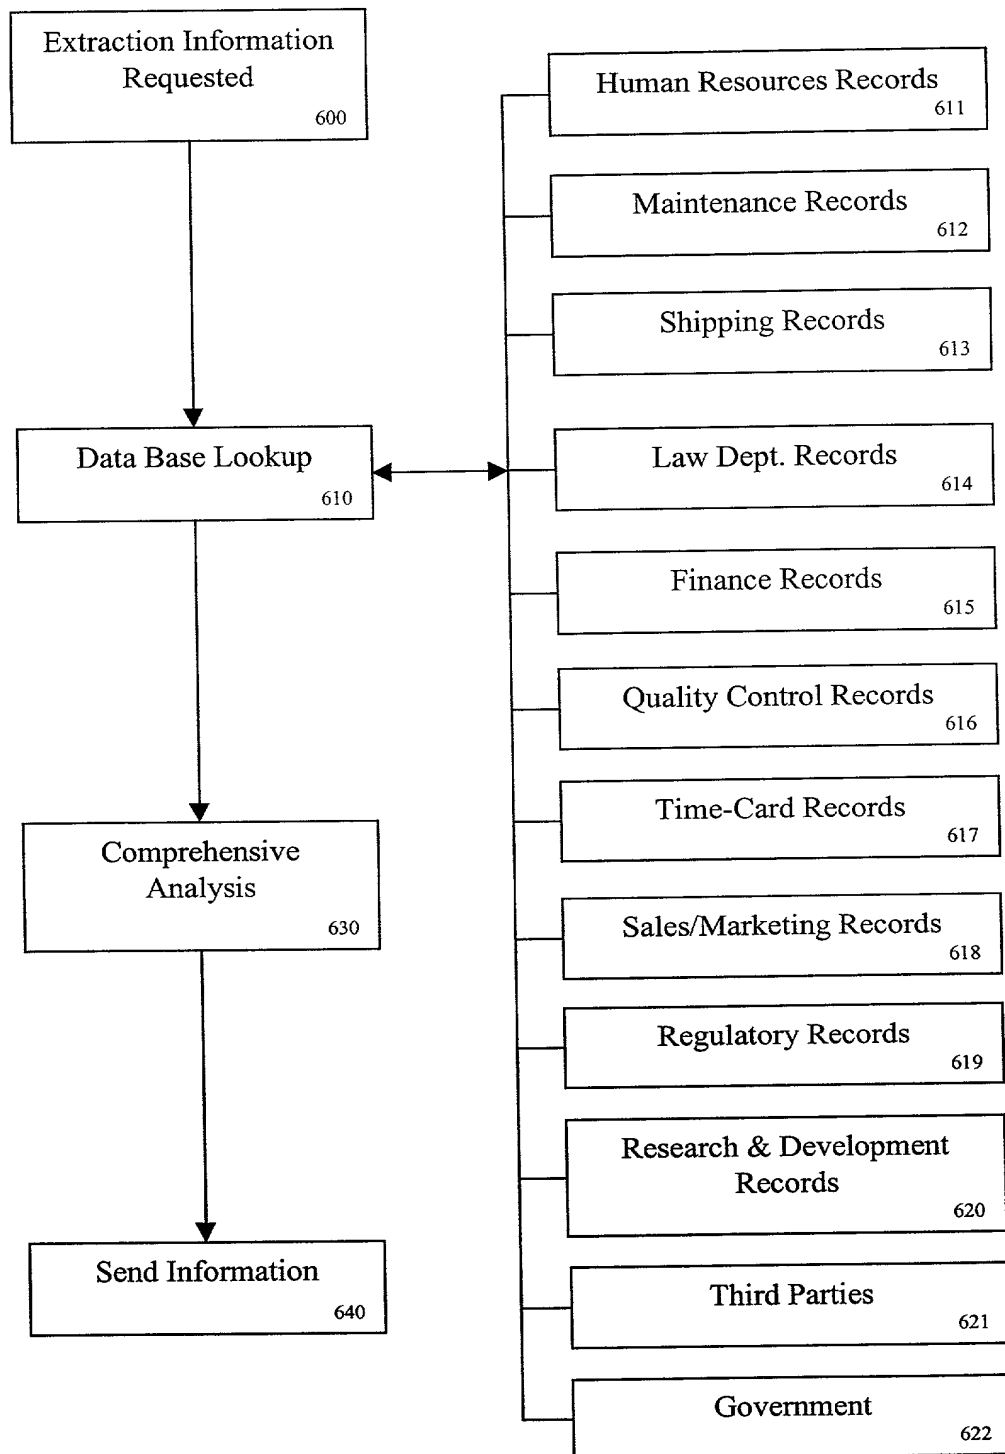 Extraction Information
Requested
600
Data Base Lookup
610
Comprehensive
Analysis
630
Send Information
640
Human Resources Records
611
Maintenance Records
612
Shipping Records
613
Law Dept. Records
614
Finance Records
615
Quality Control Records
616
Time-Card Records
617
Sales/Marketing Records
618
Regulatory Records
619
Research & Development
Records
620
Third Parties
621
Government
622